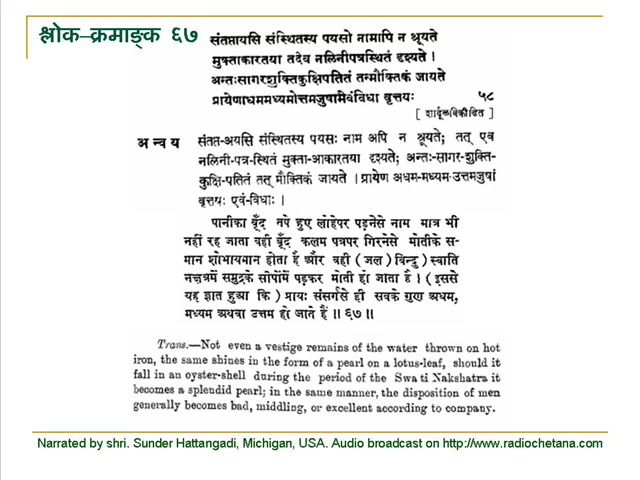 श्लोक-क्रमाङ्क ६७
संतप्तायसि संस्थितस्य पयसो नामापि न श्रूयते
मुक्ताकारतया तदेव नलिनीपत्रस्थितं दृश्यते ।
अन्तःसागरशुक्तिकुक्षिपतितं तन्मौक्तिकं जायते
प्रायेणाधममध्यमोत्तमजुषामेवंविधा वृत्तयः ५८
[ शार्दूलविक्रीडित ]
अन्वय संतप्त-अयसि संस्थितस्य पयसः नाम अपि न श्रूयते; तत् एव
नलिनी-पत्र-स्थितं मुक्ता-आकारतया दृश्यते; अन्तः-सागर-शुक्ति-
कुक्षि-पतितं तत् मौक्तिकं जायते । प्रायेण अधम-मध्यम-उत्तमजुषां
वृत्तयः एवं-विधाः ।
पानीका बूँद तपे हुए लोहेपर पड़नेसे नाम मात्र भी
नहीं रह जाता वही बूँद कलम पत्रपर गिरनेसे मोतीके स-
मान शोभायमान होता है और वही ( जल ) बिन्दु ) स्वाति
नक्षत्रमें समुद्रके सीपोंमें पड़कर मोती हो जाता है । ( इससे
यह ज्ञात हुआ कि ) प्रायः संसर्गसे ही सबके गुण अधम,
मध्यम अथवा उत्तम हो जाते हैं ॥ ६७ ॥
Trans.—Not even a vestige remains of the water thrown on hot
iron, the same shines in the form of a pearl on a lotus-leaf, should it
fall in an oyster-shell during the period of the Swati Nakshatra it
becomes a splendid pearl; in the same manner, the disposition of men
generally becomes bad, middling, or excellent according to company.
Narrated by shri. Sunder Hattangadi, Michigan, USA. Audio broadcast on http://www.radiochetana.com